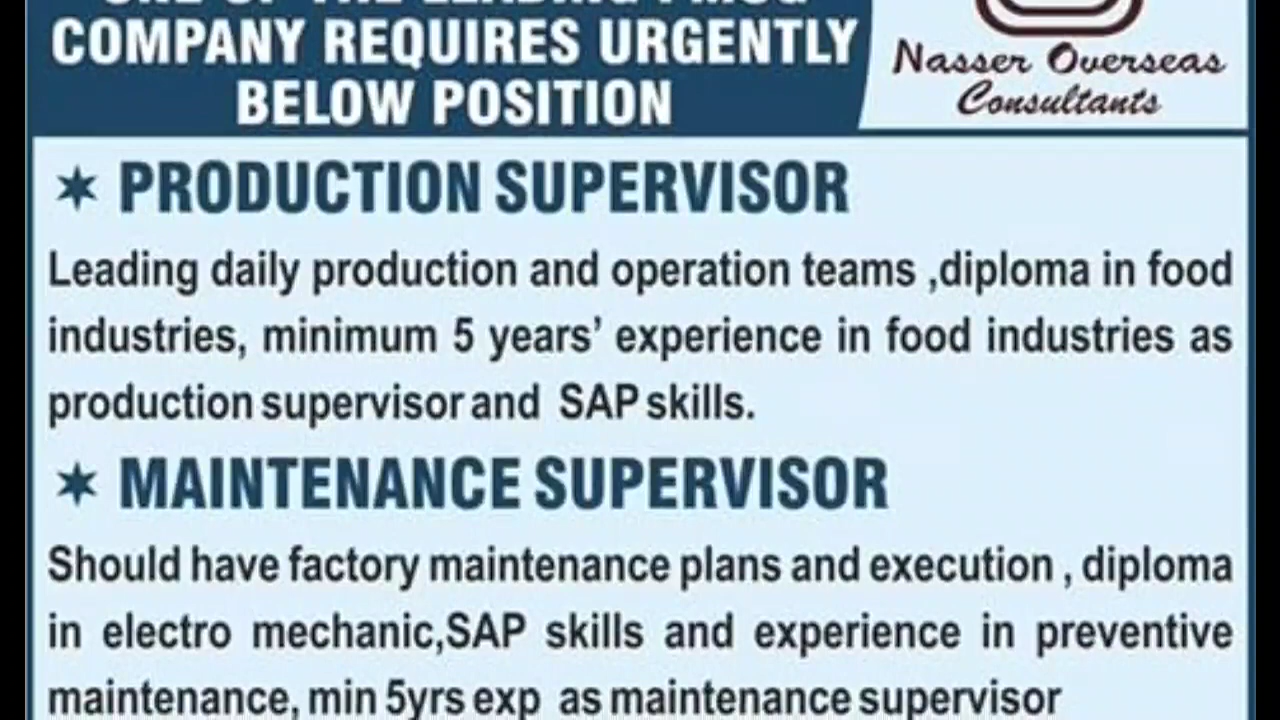 COMPANY REQUIRES URGENTLY
BELOW POSITION
Nasser Overseas
Consultants
✶ PRODUCTION SUPERVISOR
Leading daily production and operation teams ,diploma in food
industries, minimum 5 years’ experience in food industries as
production supervisor and SAP skills.
✶ MAINTENANCE SUPERVISOR
Should have factory maintenance plans and execution , diploma
in electro mechanic,SAP skills and experience in preventive
maintenance, min 5yrs exp as maintenance supervisor